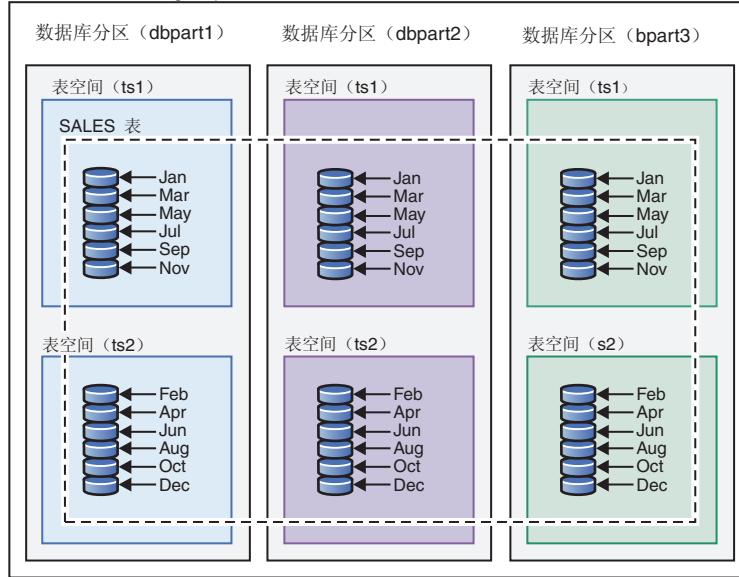 数据库分区（dbpart1）
数据库分区（dbpart2）
数据库分区（bpart3）
表空间（ts1）
表空间（ts1）
表空间（ts1）
SALES 表
Jan
Mar
May
Jul
Sep
Nov
Jan
Mar
May
Jul
Sep
Nov
Jan
Mar
May
Jul
Sep
Nov
表空间（ts2）
表空间（ts2）
表空间（s2）
Feb
Apr
Jun
Aug
Oct
Dec
Feb
Apr
Jun
Aug
Oct
Dec
Feb
Apr
Jun
Aug
Oct
Dec